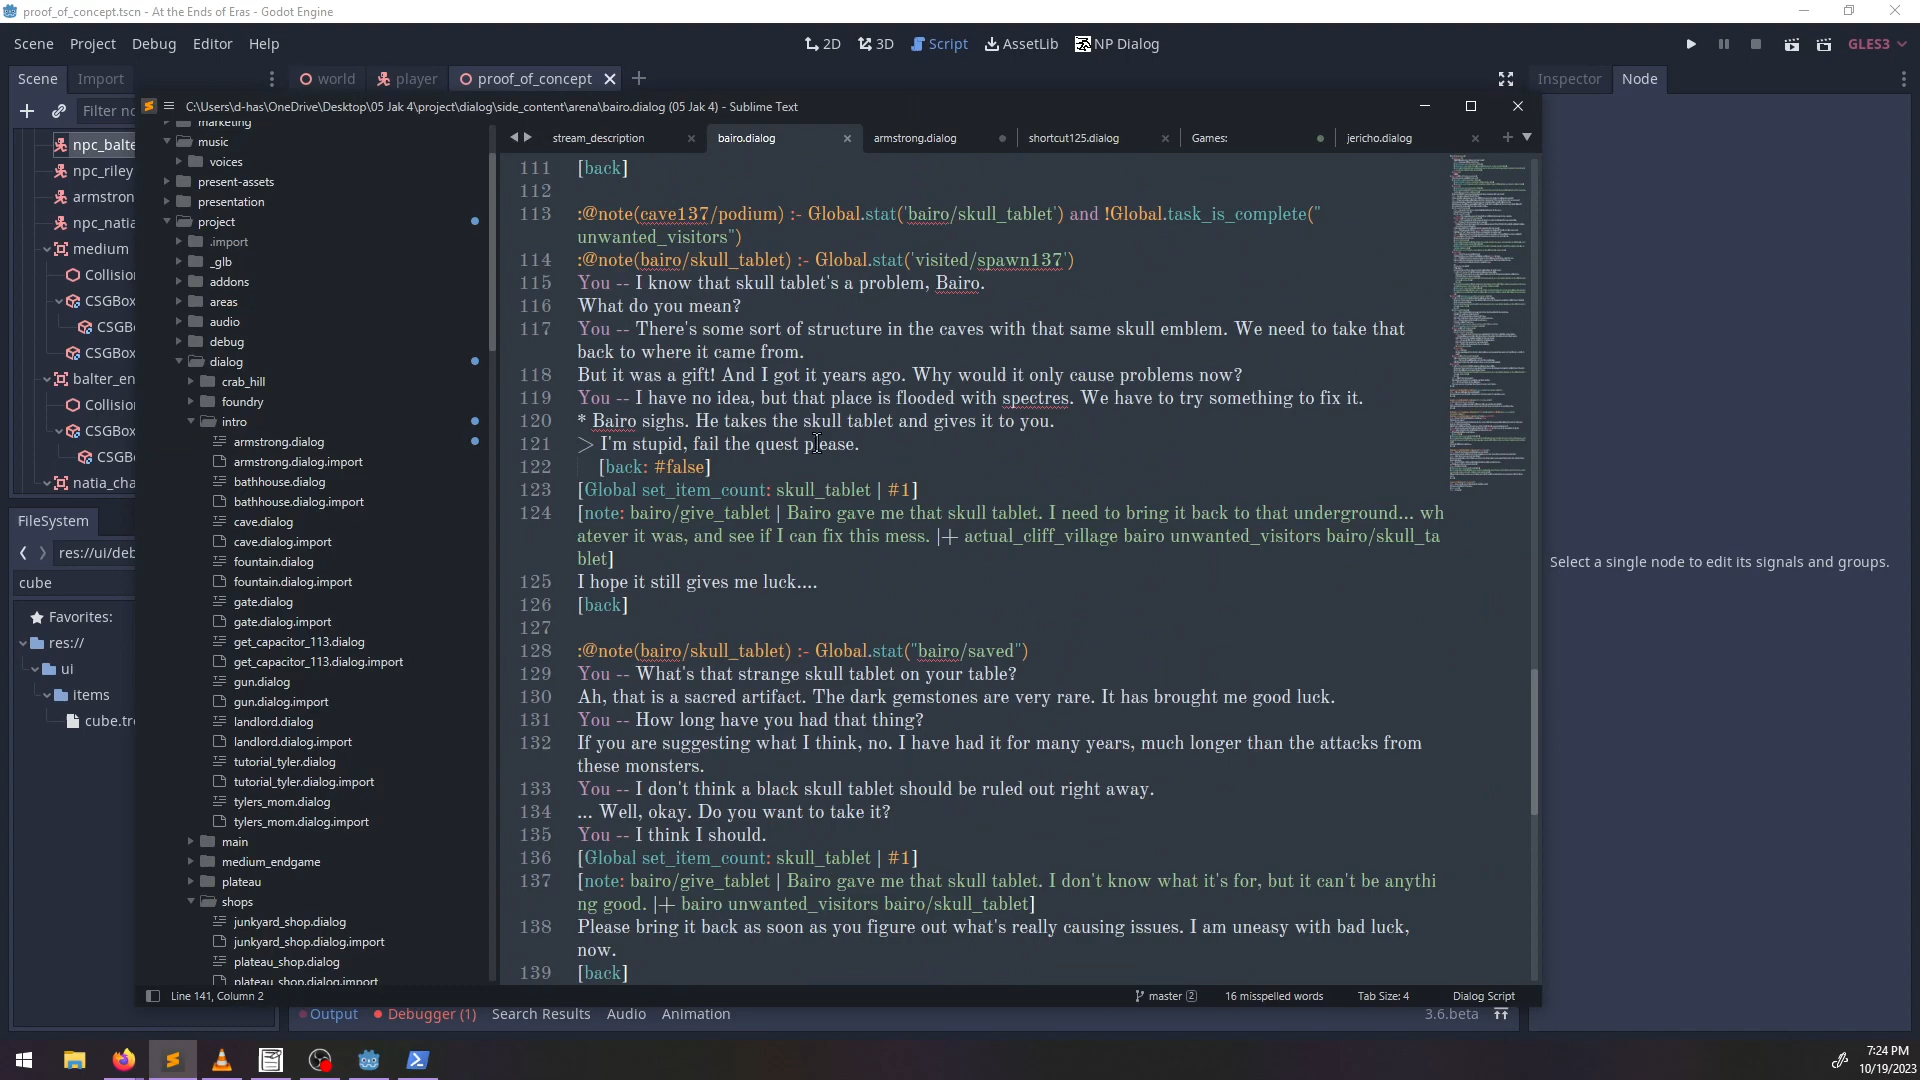 proof_of_concept.tscn - At the Ends of Eras - Godot Engine
Scene Project Debug Editor Help
2D 3D Script AssetLib NP Dialog
GLES3
Scene Import
world player proof_of_concept
Inspector Node
Filter no
C:\Users\d-has\OneDrive\Desktop\05 Jak 4\project\dialog\side_content\arena\bairo.dialog (05 Jak 4) - Sublime Text
stream_description bairo.dialog armstrong.dialog shortcut125.dialog Games: jericho.dialog
npc_balte
npc_riley
armstron
npc_natia
medium
Collision
CSGBox
CSGBo
CSGBox
balter_en
Collision
CSGBox
CSGBo
natia_cha
FileSystem
res://ui/deb
cube
Favorites:
res://
ui
items
cube.tre
marketing
music
voices
present-assets
presentation
project
.import
_glb
addons
areas
audio
debug
dialog
crab_hill
foundry
intro
armstrong.dialog
armstrong.dialog.import
bathhouse.dialog
bathhouse.dialog.import
cave.dialog
cave.dialog.import
fountain.dialog
fountain.dialog.import
gate.dialog
gate.dialog.import
get_capacitor_113.dialog
get_capacitor_113.dialog.import
gun.dialog
gun.dialog.import
landlord.dialog
landlord.dialog.import
tutorial_tyler.dialog
tutorial_tyler.dialog.import
tylers_mom.dialog
tylers_mom.dialog.import
main
medium_endgame
plateau
shops
junkyard_shop.dialog
junkyard_shop.dialog.import
plateau_shop.dialog
plateau_shop.dialog.import
111 [back]
112
113 :@note(cave137/podium) :- Global.stat('bairo/skull_tablet') and !Global.task_is_complete("
unwanted_visitors")
114 :@note(bairo/skull_tablet) :- Global.stat('visited/spawn137')
115 You -- I know that skull tablet's a problem, Bairo.
116 What do you mean?
117 You -- There's some sort of structure in the caves with that same skull emblem. We need to take that
back to where it came from.
118 But it was a gift! And I got it years ago. Why would it only cause problems now?
119 You -- I have no idea, but that place is flooded with spectres. We have to try something to fix it.
120 * Bairo sighs. He takes the skull tablet and gives it to you.
121 > I'm stupid, fail the quest please.
122 [back: #false]
123 [Global set_item_count: skull_tablet | #1]
124 [note: bairo/give_tablet | Bairo gave me that skull tablet. I need to bring it back to that underground... wh
atever it was, and see if I can fix this mess. |+ actual_cliff_village bairo unwanted_visitors bairo/skull_ta
blet]
125 I hope it still gives me luck....
126 [back]
127
128 :@note(bairo/skull_tablet) :- Global.stat("bairo/saved")
129 You -- What's that strange skull tablet on your table?
130 Ah, that is a sacred artifact. The dark gemstones are very rare. It has brought me good luck.
131 You -- How long have you had that thing?
132 If you are suggesting what I think, no. I have had it for many years, much longer than the attacks from
these monsters.
133 You -- I don't think a black skull tablet should be ruled out right away.
134 ... Well, okay. Do you want to take it?
135 You -- I think I should.
136 [Global set_item_count: skull_tablet | #1]
137 [note: bairo/give_tablet | Bairo gave me that skull tablet. I don't know what it's for, but it can't be anythi
ng good. |+ bairo unwanted_visitors bairo/skull_tablet]
138 Please bring it back as soon as you figure out what's really causing issues. I am uneasy with bad luck,
now.
139 [back]
Select a single node to edit its signals and groups.
Line 141, Column 2 master 2 16 misspelled words Tab Size: 4 Dialog Script
Output Debugger (1) Search Results Audio Animation 3.6.beta
7:24 PM
10/19/2023